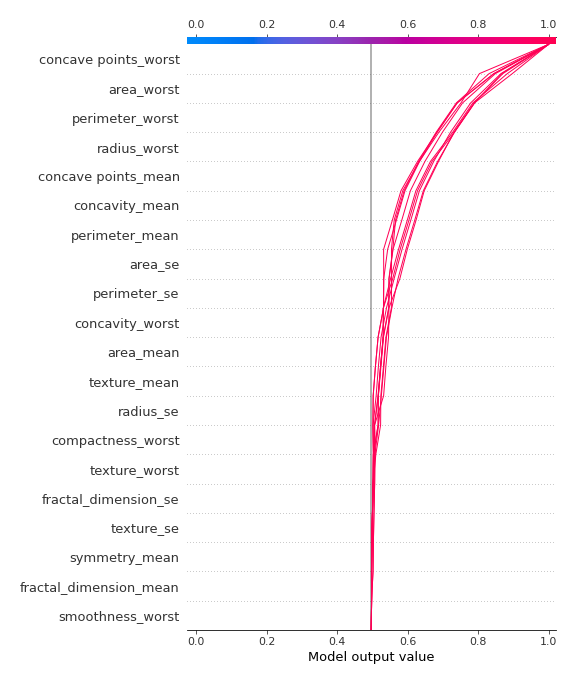 0.0 0.2 0.4 0.6 0.8 1.0
concave points_worst
area_worst
perimeter_worst
radius_worst
concave points_mean
concavity_mean
perimeter_mean
area_se
perimeter_se
concavity_worst
area_mean
texture_mean
radius_se
compactness_worst
texture_worst
fractal_dimension_se
texture_se
symmetry_mean
fractal_dimension_mean
smoothness_worst
0.0 0.2 0.4 0.6 0.8 1.0
Model output value